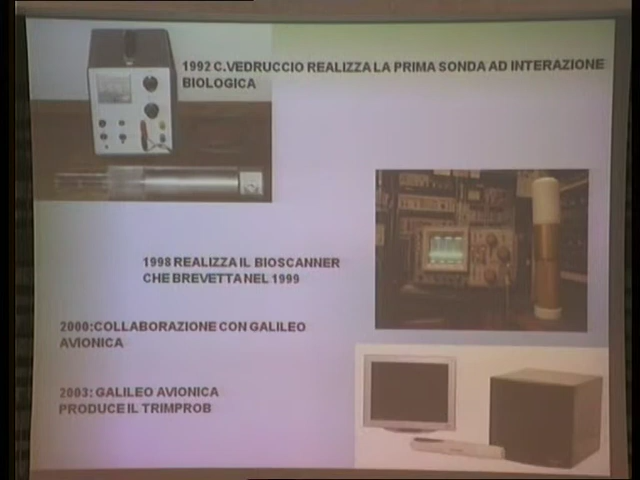 1992 C.VEDRUCCIO REALIZZA LA PRIMA SONDA AD INTERAZIONE
BIOLOGICA
1998 REALIZZA IL BIOSCANNER
CHE BREVETTA NEL 1999
2000:COLLABORAZIONE CON GALILEO
AVIONICA
2003: GALILEO AVIONICA
PRODUCE IL TRIMPROB